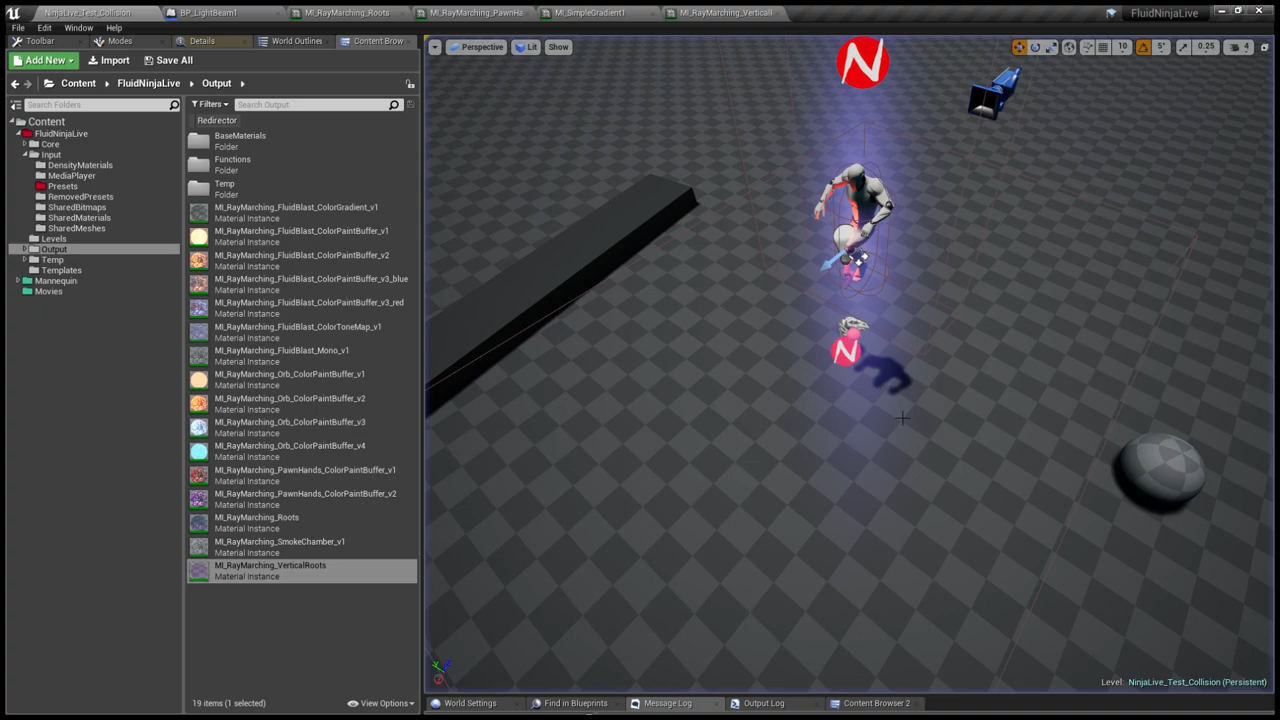 NinjaLive_Test_Collision
BP_LightBeam1
MI_RayMarching_Roots
MI_RayMarching_PawnHa
MI_SimpleGradient1
MI_RayMarching_Verticall
FluidNinjaLive
File Edit Window Help
Toolbar
Modes
Details
World Outline
Content Brow
Add New
Import
Save All
Content
FluidNinjaLive
Output
Search Folders
Filters
Search Output
Redirector
Content
FluidNinjaLive
Core
Input
DensityMaterials
MediaPlayer
Presets
RemovedPresets
SharedBitmaps
SharedMaterials
SharedMeshes
Levels
Output
Temp
Templates
Mannequin
Movies
BaseMaterials
Folder
Functions
Folder
Temp
Folder
MI_RayMarching_FluidBlast_ColorGradient_v1
Material Instance
MI_RayMarching_FluidBlast_ColorPaintBuffer_v1
Material Instance
MI_RayMarching_FluidBlast_ColorPaintBuffer_v2
Material Instance
MI_RayMarching_FluidBlast_ColorPaintBuffer_v3_blue
Material Instance
MI_RayMarching_FluidBlast_ColorPaintBuffer_v3_red
Material Instance
MI_RayMarching_FluidBlast_ColorToneMap_v1
Material Instance
MI_RayMarching_FluidBlast_Mono_v1
Material Instance
MI_RayMarching_Orb_ColorPaintBuffer_v1
Material Instance
MI_RayMarching_Orb_ColorPaintBuffer_v2
Material Instance
MI_RayMarching_Orb_ColorPaintBuffer_v3
Material Instance
MI_RayMarching_Orb_ColorPaintBuffer_v4
Material Instance
MI_RayMarching_PawnHands_ColorPaintBuffer_v1
Material Instance
MI_RayMarching_PawnHands_ColorPaintBuffer_v2
Material Instance
MI_RayMarching_Roots
Material Instance
MI_RayMarching_SmokeChamber_v1
Material Instance
MI_RayMarching_VerticalRoots
Material Instance
19 items (1 selected)
View Options
Perspective
Lit
Show
10
5°
0.25
4
N
N
Level: NinjaLive_Test_Collision (Persistent)
World Settings
Find in Blueprints
Message Log
Output Log
Content Browser 2